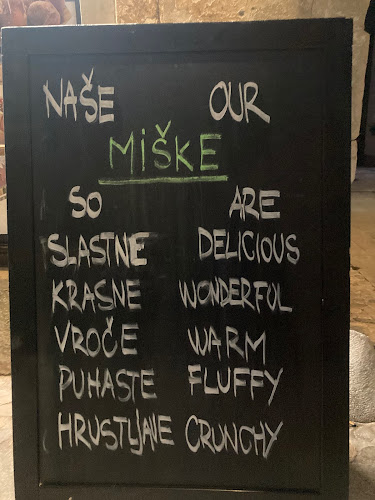 NAŠE OUR
MIŠKE
SO ARE
SLASTNE DELICIOUS
KRASNE WONDERFUL
VROČE WARM
PUHASTE FLUFFY
HRUSTLJAVE CRUNCHY